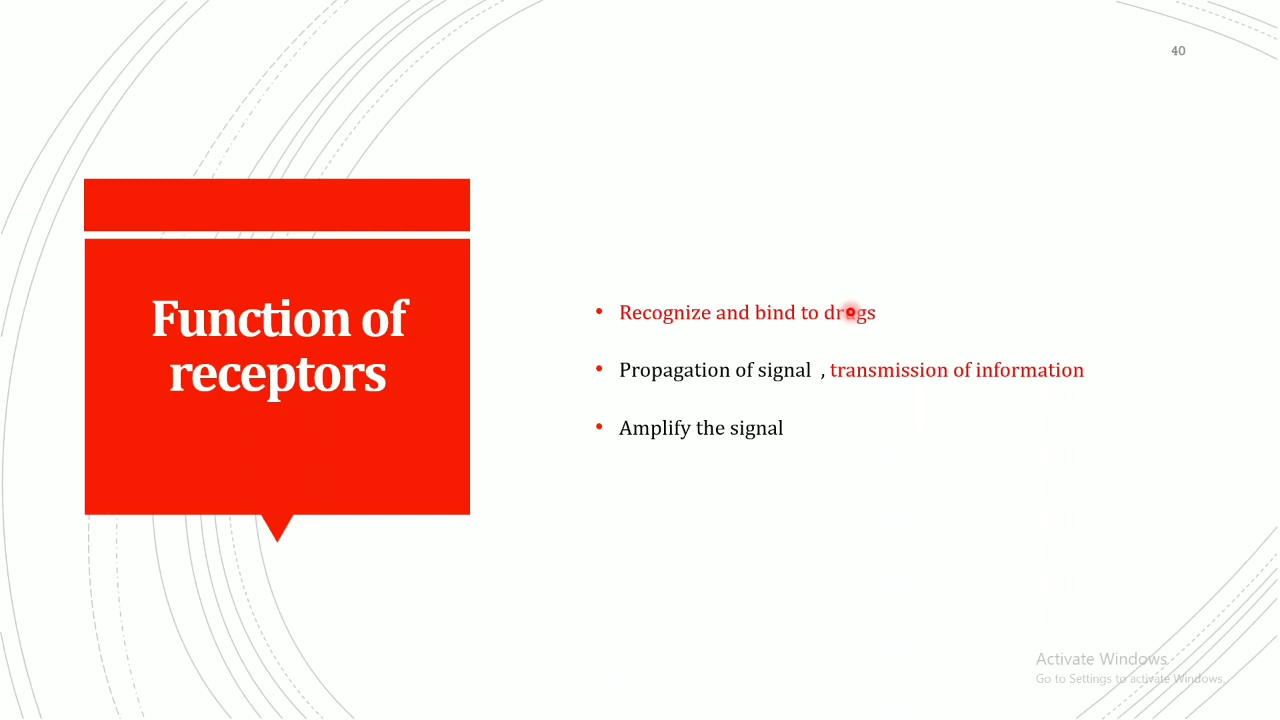 40
Function of
receptors
• Recognize and bind to drugs
• Propagation of signal , transmission of information
• Amplify the signal
Activate Windows
Go to Settings to activate Windows.